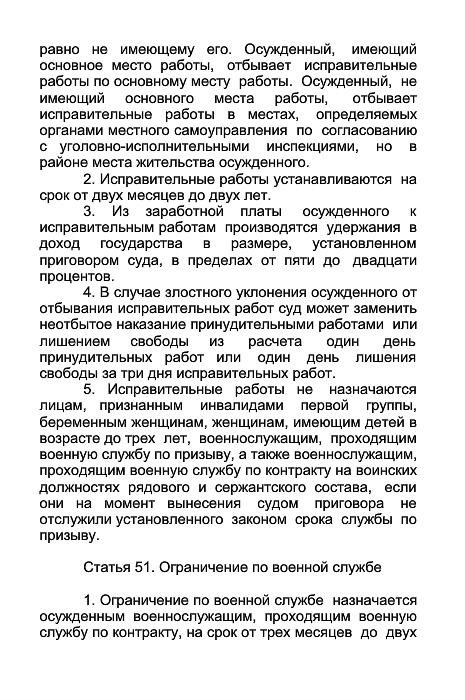 равно не имеющему его. Осужденный, имеющий
основное место работы, отбывает исправительные
работы по основному месту работы. Осужденный, не
имеющий основного места работы, отбывает
исправительные работы в местах, определяемых
органами местного самоуправления по согласованию
с уголовно-исполнительными инспекциями, но в
районе места жительства осужденного.
2. Исправительные работы устанавливаются на
срок от двух месяцев до двух лет.
3. Из заработной платы осужденного к
исправительным работам производятся удержания в
доход государства в размере, установленном
приговором суда, в пределах от пяти до двадцати
процентов.
4. В случае злостного уклонения осужденного от
отбывания исправительных работ суд может заменить
неотбытое наказание принудительными работами или
лишением свободы из расчета один день
принудительных работ или один день лишения
свободы за три дня исправительных работ.
5. Исправительные работы не назначаются
лицам, признанным инвалидами первой группы,
беременным женщинам, женщинам, имеющим детей в
возрасте до трех лет, военнослужащим, проходящим
военную службу по призыву, а также военнослужащим,
проходящим военную службу по контракту на воинских
должностях рядового и сержантского состава, если
они на момент вынесения судом приговора не
отслужили установленного законом срока службы по
призыву.
Статья 51. Ограничение по военной службе
1. Ограничение по военной службе назначается
осужденным военнослужащим, проходящим военную
службу по контракту, на срок от трех месяцев до двух